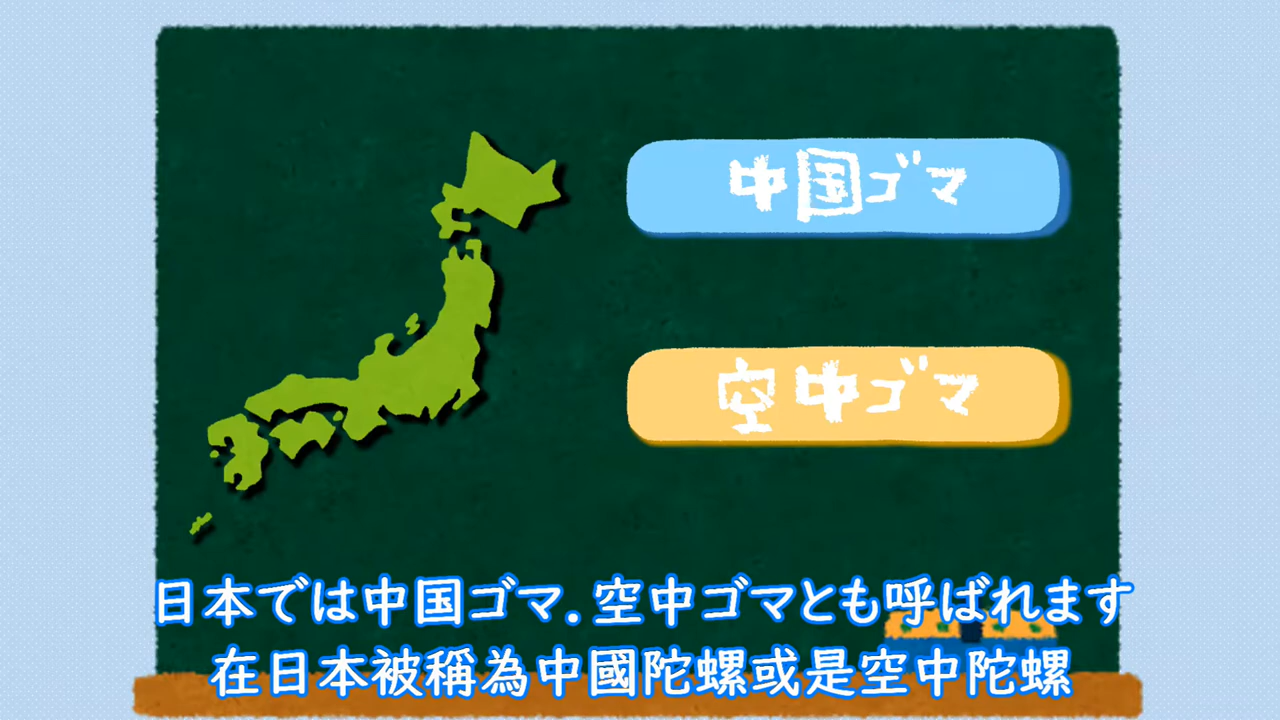 中国ゴマ
空中ゴマ
日本では中国ゴマ.空中ゴマとも呼ばれます
在日本被稱為中國陀螺或是空中陀螺